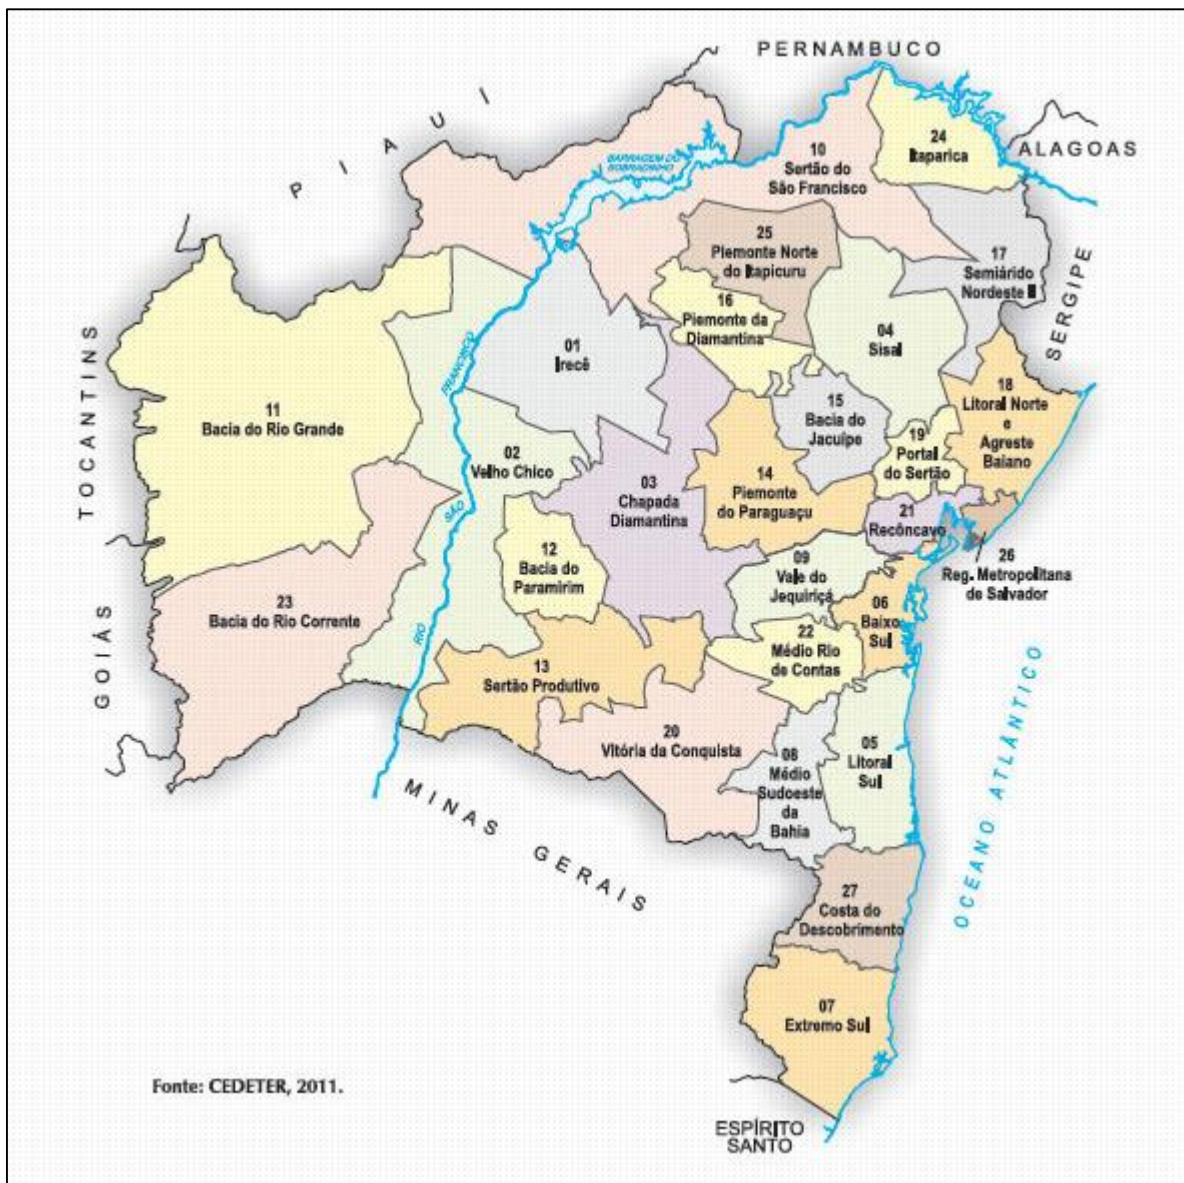 PERNAMBUCO
PIAUI
ALAGOAS
SERGIPE
TOCANTINS
GOIÁS
MINAS GERAIS
ESPÍRITO
SANTO
OCEANO ATLÂNTICO
BARRAGEM DO
SOBRADINHO
RIO
SÃO
FRANCISCO
24
Itaparica
10
Sertão do
São Francisco
25
Piemonte Norte
do Itapicuru
17
Semiárido
Nordeste II
16
Piemonte da
Diamantina
04
Sisal
01
Irecê
11
Bacia do Rio Grande
15
Bacia do
Jacuípe
18
Litoral Norte
e
Agreste
Baiano
19
Portal
do Sertão
02
Velho Chico
03
Chapada
Diamantina
14
Piemonte
do Paraguaçu
21
Recôncavo
26
Reg. Metropolitana
de Salvador
12
Bacia do
Paramirim
09
Vale do
Jequiriçá
06
Baixo
Sul
23
Bacia do Rio Corrente
22
Médio Rio
de Contas
13
Sertão Produtivo
20
Vitória da Conquista
08
Médio
Sudoeste
da
Bahia
05
Litoral
Sul
27
Costa do
Descobrimento
07
Extremo Sul
Fonte: CEDETER, 2011.